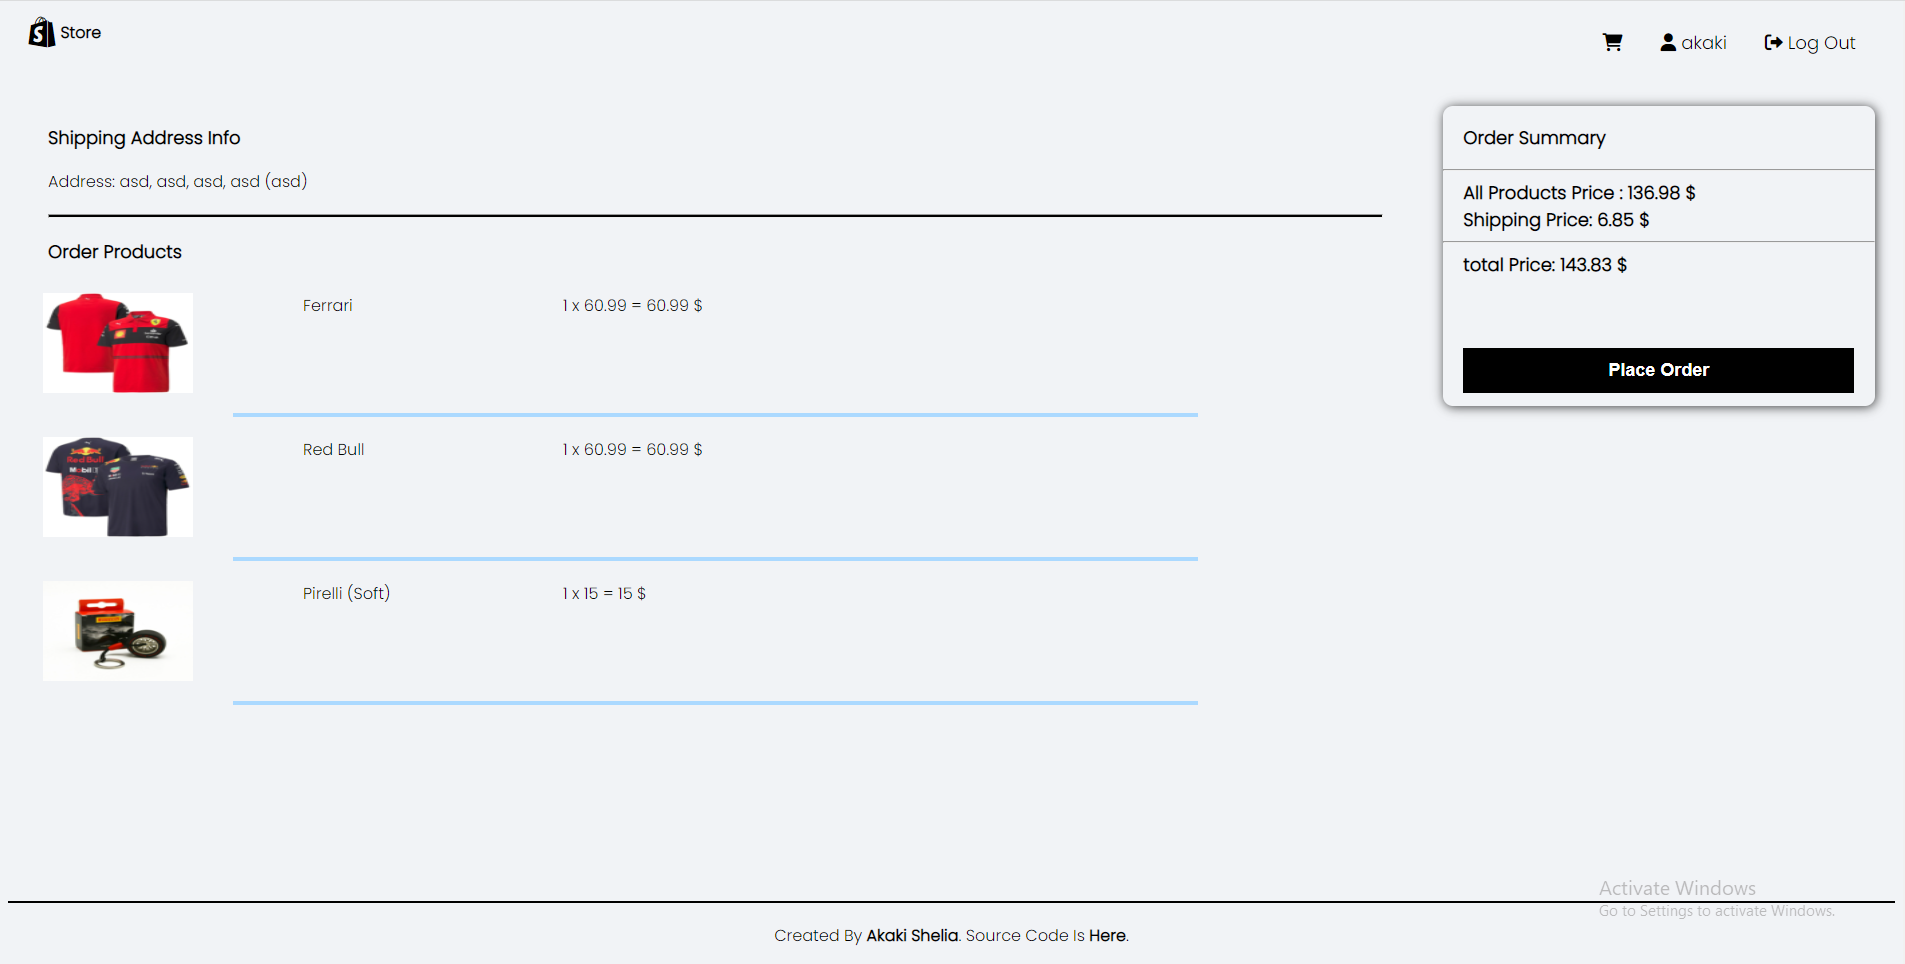 Store
akaki
Log Out
Shipping Address Info
Address: asd, asd, asd, asd (asd)
Order Products
Ferrari
1 x 60.99 = 60.99 $
Red Bull
Mobil
Red Bull
1 x 60.99 = 60.99 $
Pirelli (Soft)
1 x 15 = 15 $
Order Summary
All Products Price : 136.98 $
Shipping Price: 6.85 $
total Price: 143.83 $
Place Order
Activate Windows
Go to Settings to activate Windows.
Created By Akaki Shelia. Source Code Is Here.